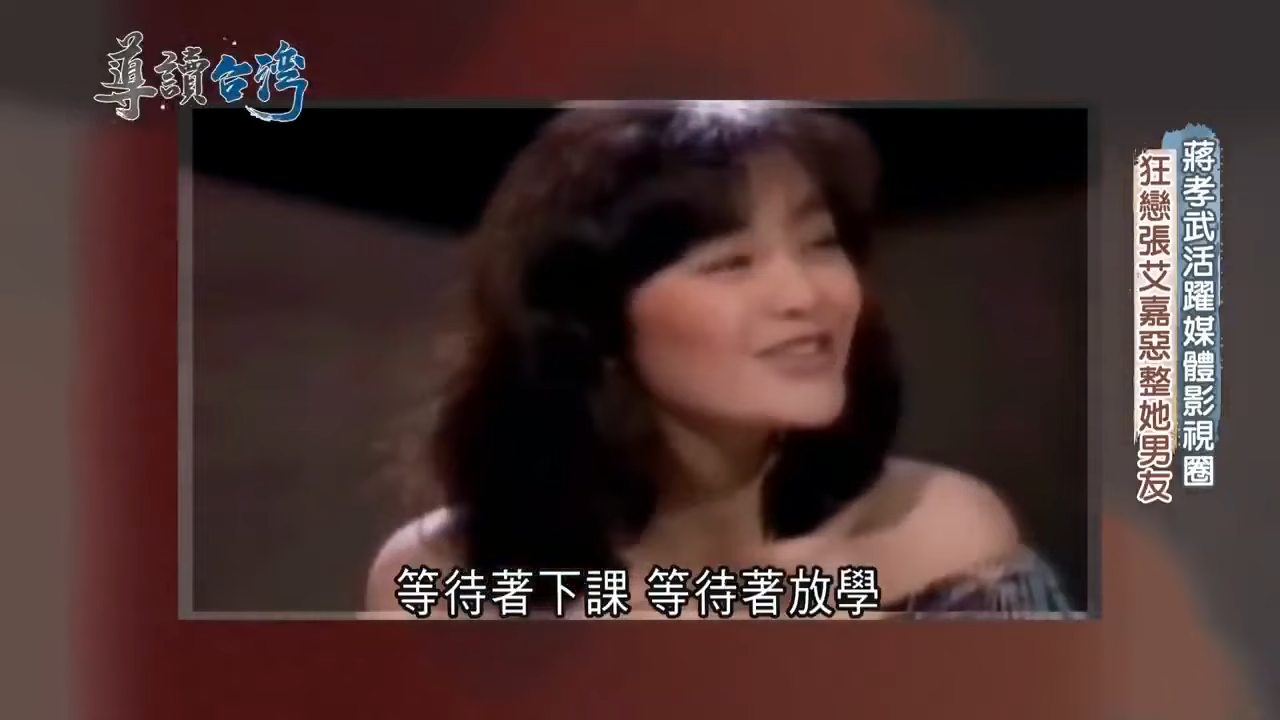 導讀台灣
蔣孝武活躍媒體影視圈
狂戀張艾嘉惡整她男友
等待著下課 等待著放學